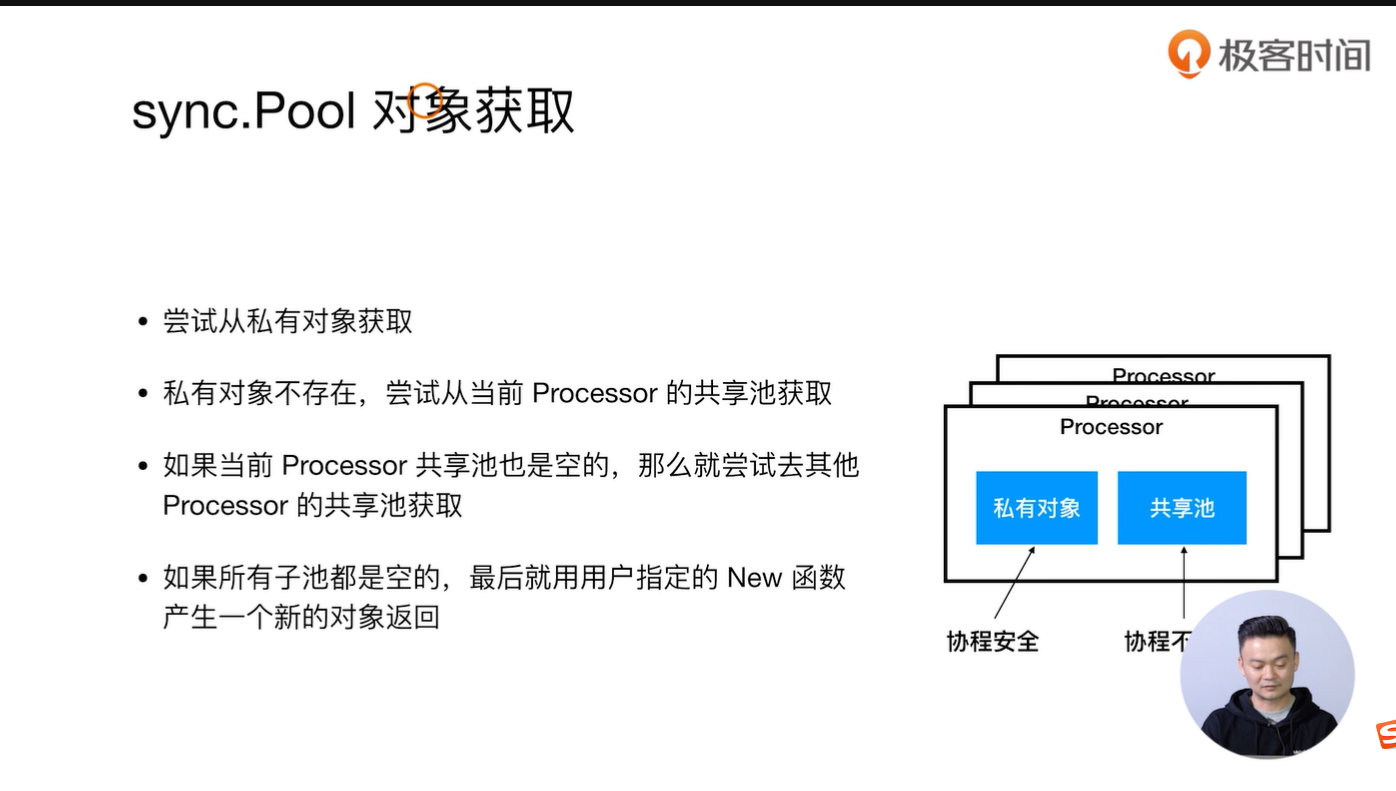 极客时间
sync.Pool 对象获取
• 尝试从私有对象获取
• 私有对象不存在，尝试从当前 Processor 的共享池获取
• 如果当前 Processor 共享池也是空的，那么就尝试去其他
Processor 的共享池获取
• 如果所有子池都是空的，最后就用用户指定的 New 函数
产生一个新的对象返回
Processor
Processor
Processor
私有对象
共享池
协程安全
协程不